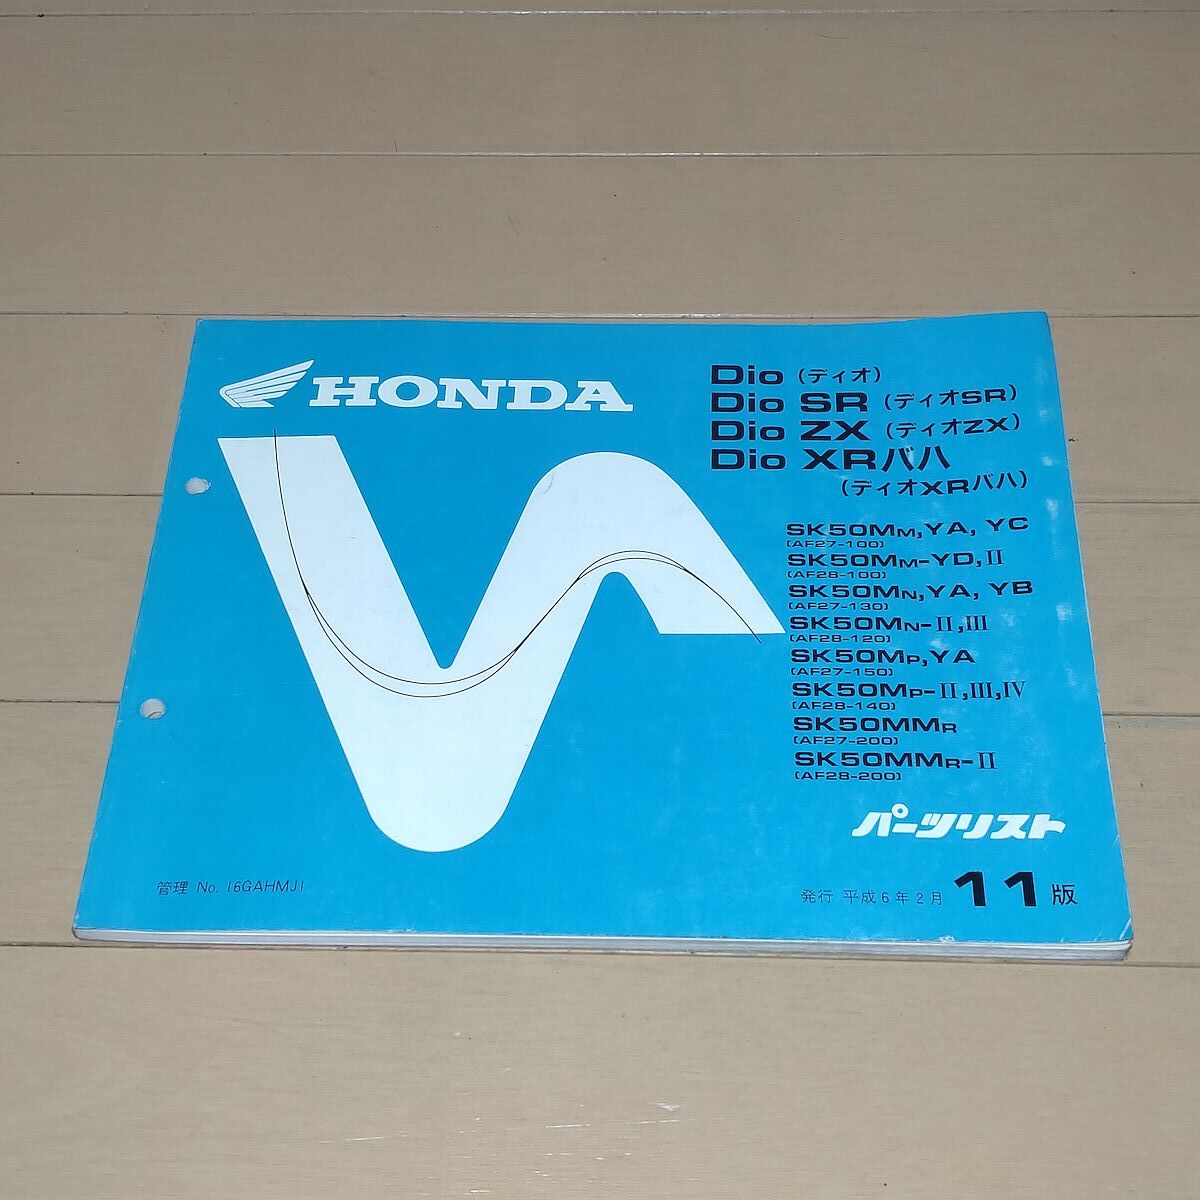 HONDA
Dio (ディオ)
Dio SR (ディオSR)
Dio ZX (ディオZX)
Dio XRバハ
(ディオXRバハ)
SK50MM,YA,YC
(AF27-100)
SK50MM-YD,II
(AF28-100)
SK50MN,YA,YB
(AF27-130)
SK50MN-II,III
(AF28-120)
SK50MP,YA
(AF27-150)
SK50MP-II,III,IV
(AF28-140)
SK50MMR
(AF27-200)
SK50MMR-II
(AF28-200)
パーツリスト
管理 No. 16GAHMJ1
発行 平成6年2月 11版